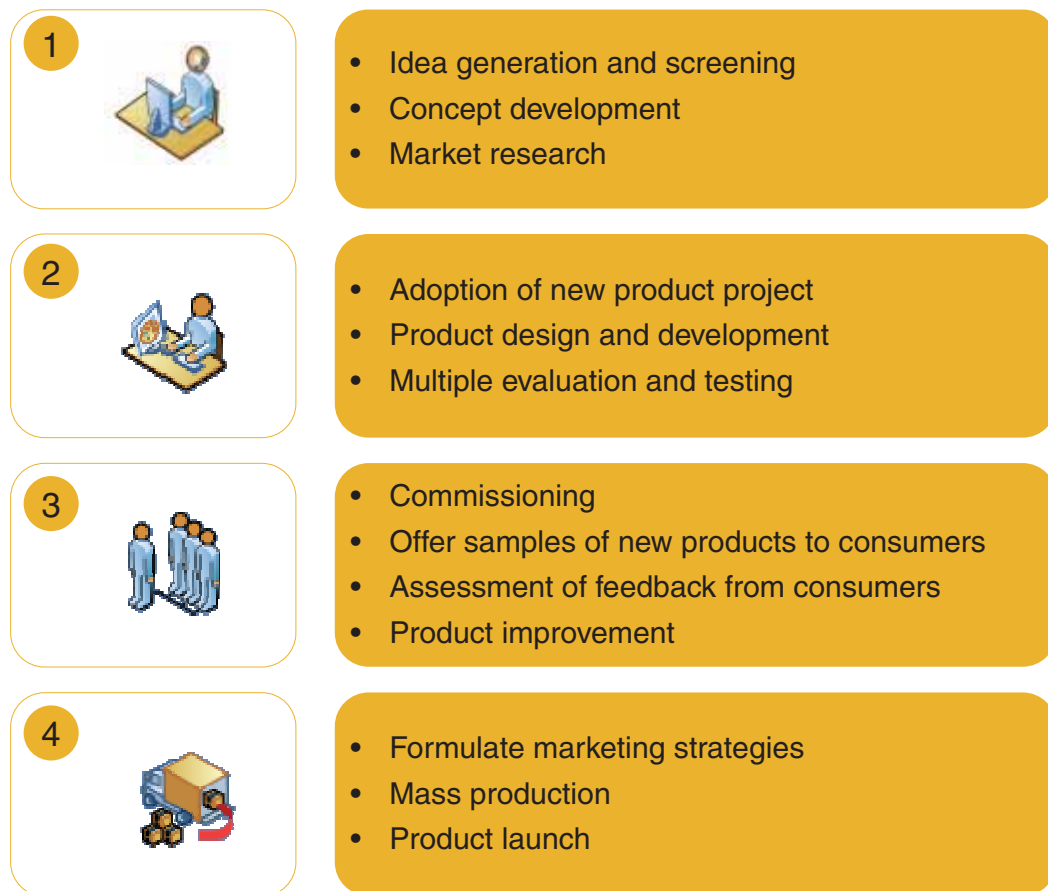 1
• Idea generation and screening
• Concept development
• Market research
2
• Adoption of new product project
• Product design and development
• Multiple evaluation and testing
3
• Commissioning
• Offer samples of new products to consumers
• Assessment of feedback from consumers
• Product improvement
4
• Formulate marketing strategies
• Mass production
• Product launch